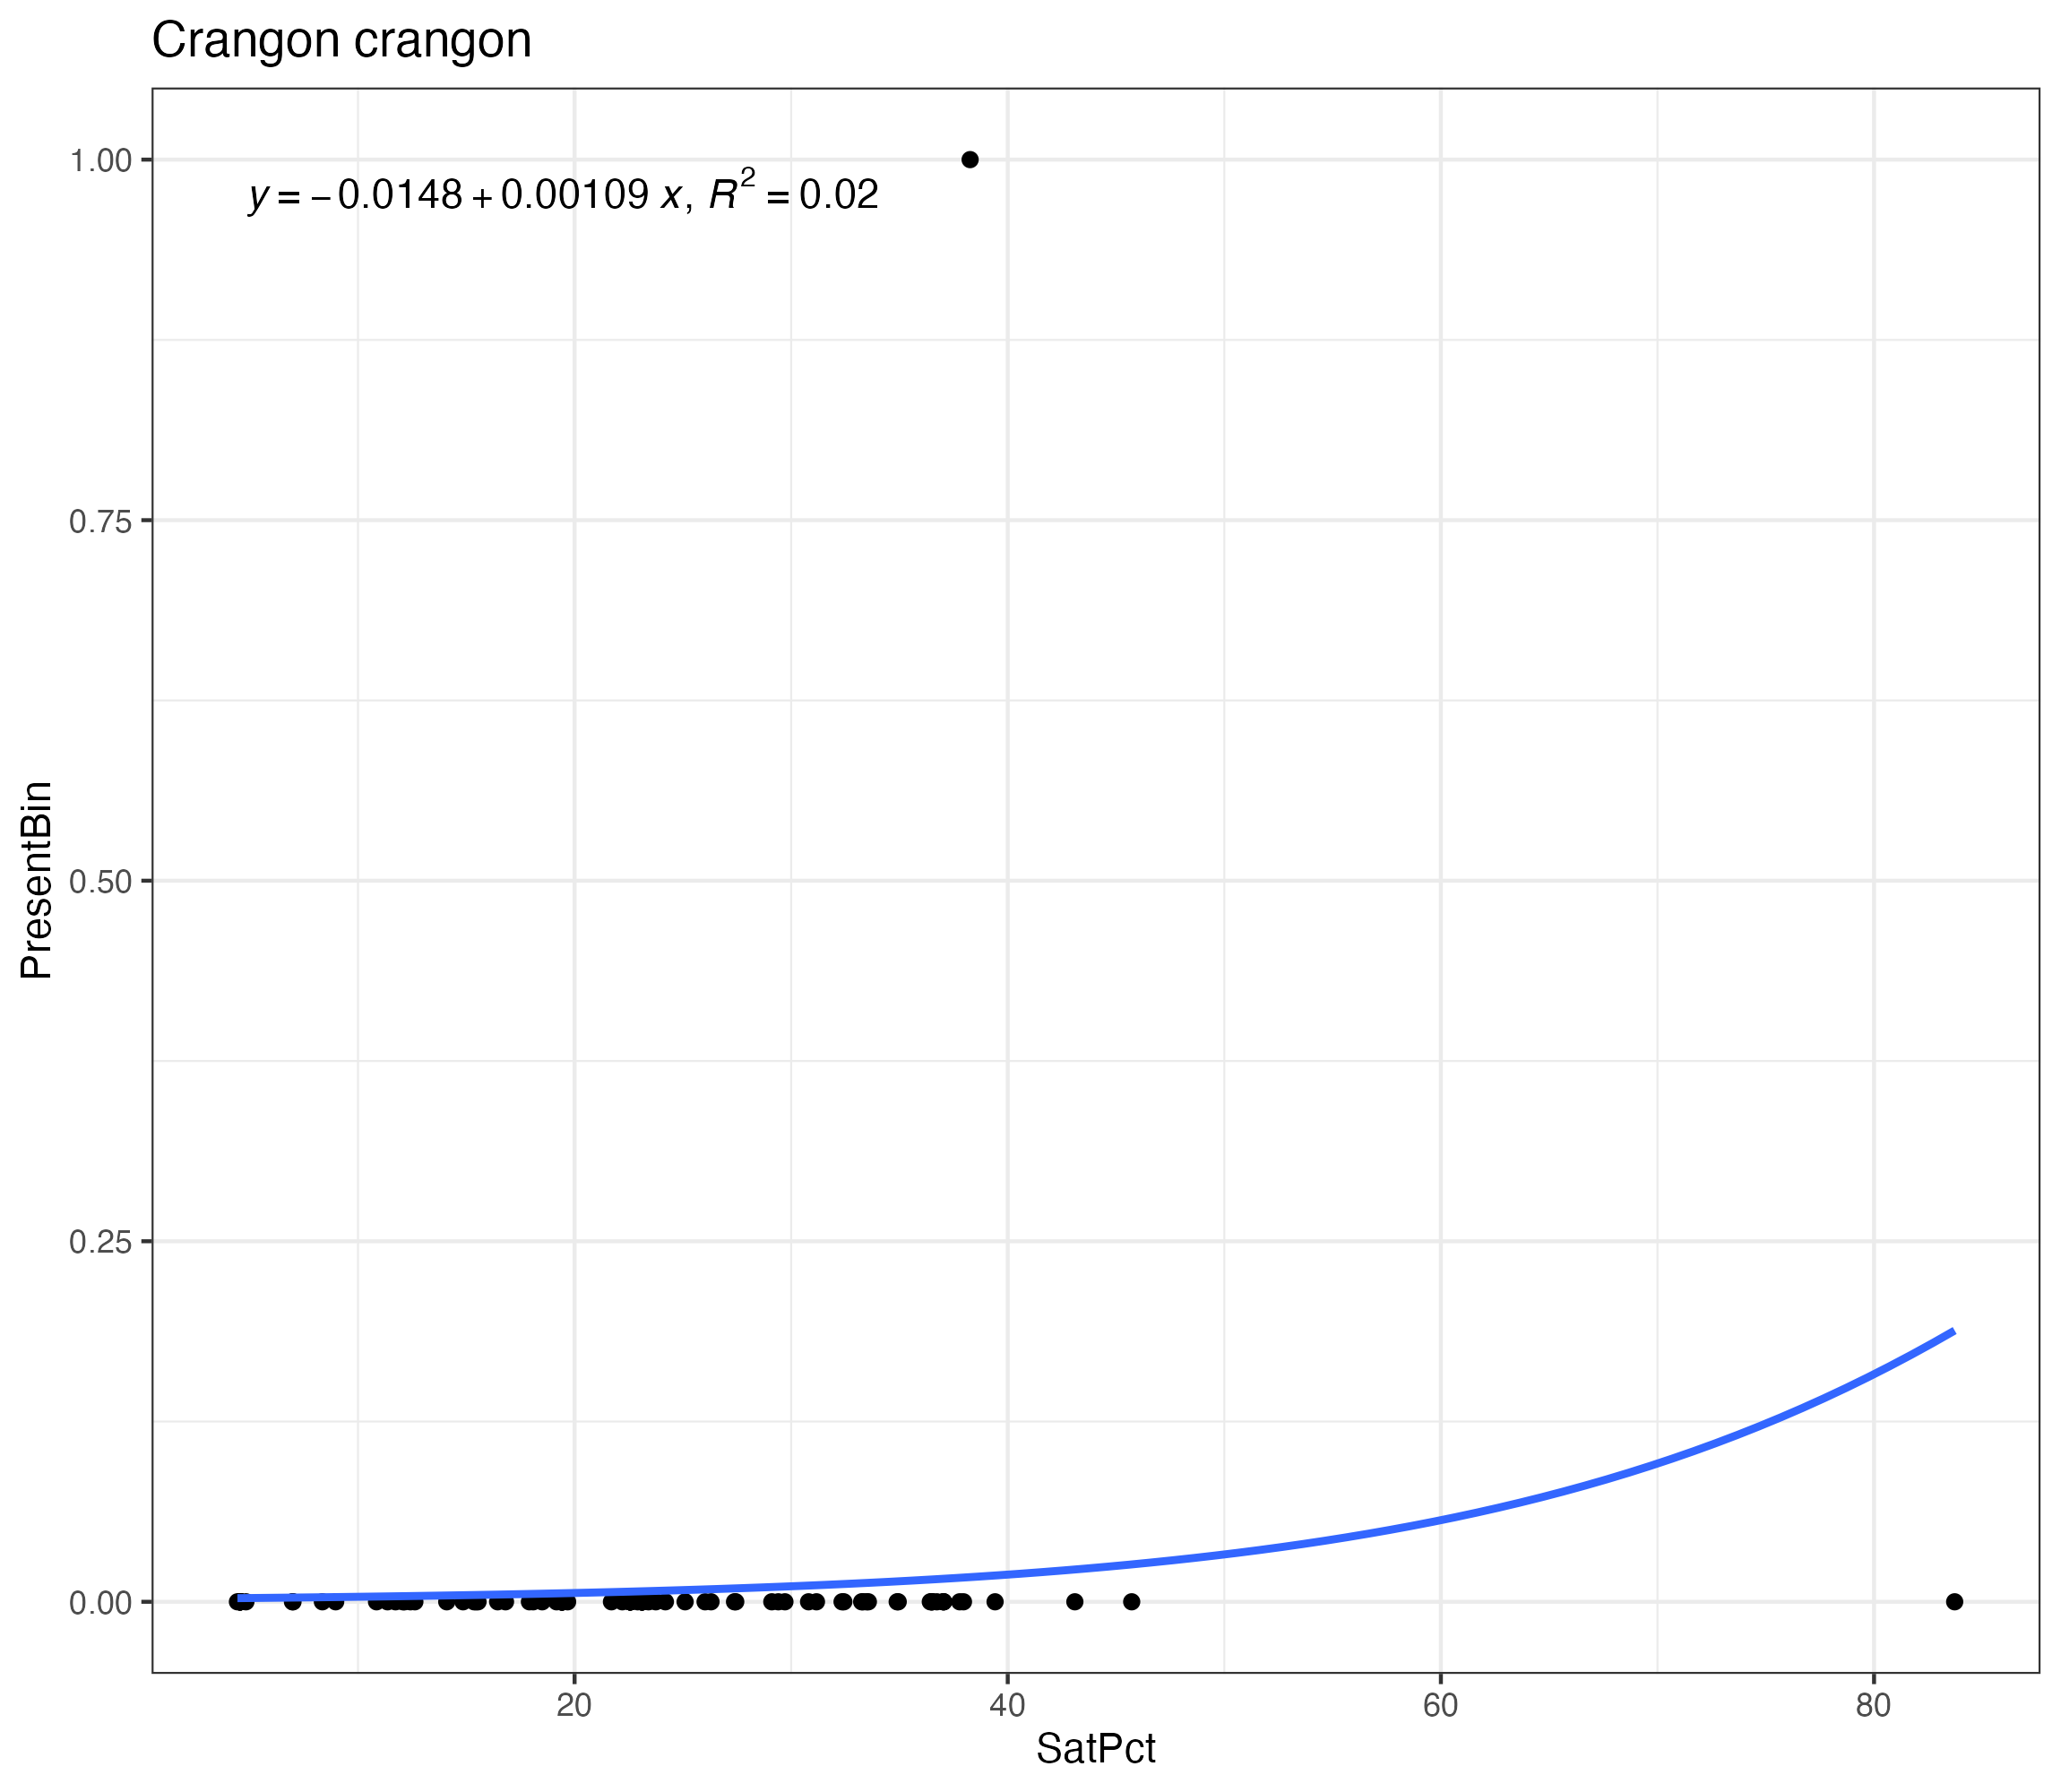 Crangon crangon
y = −0.0148 + 0.00109 x, R² = 0.02
1.00
0.75
0.50
0.25
0.00
PresentBin
20 40 60 80
SatPct